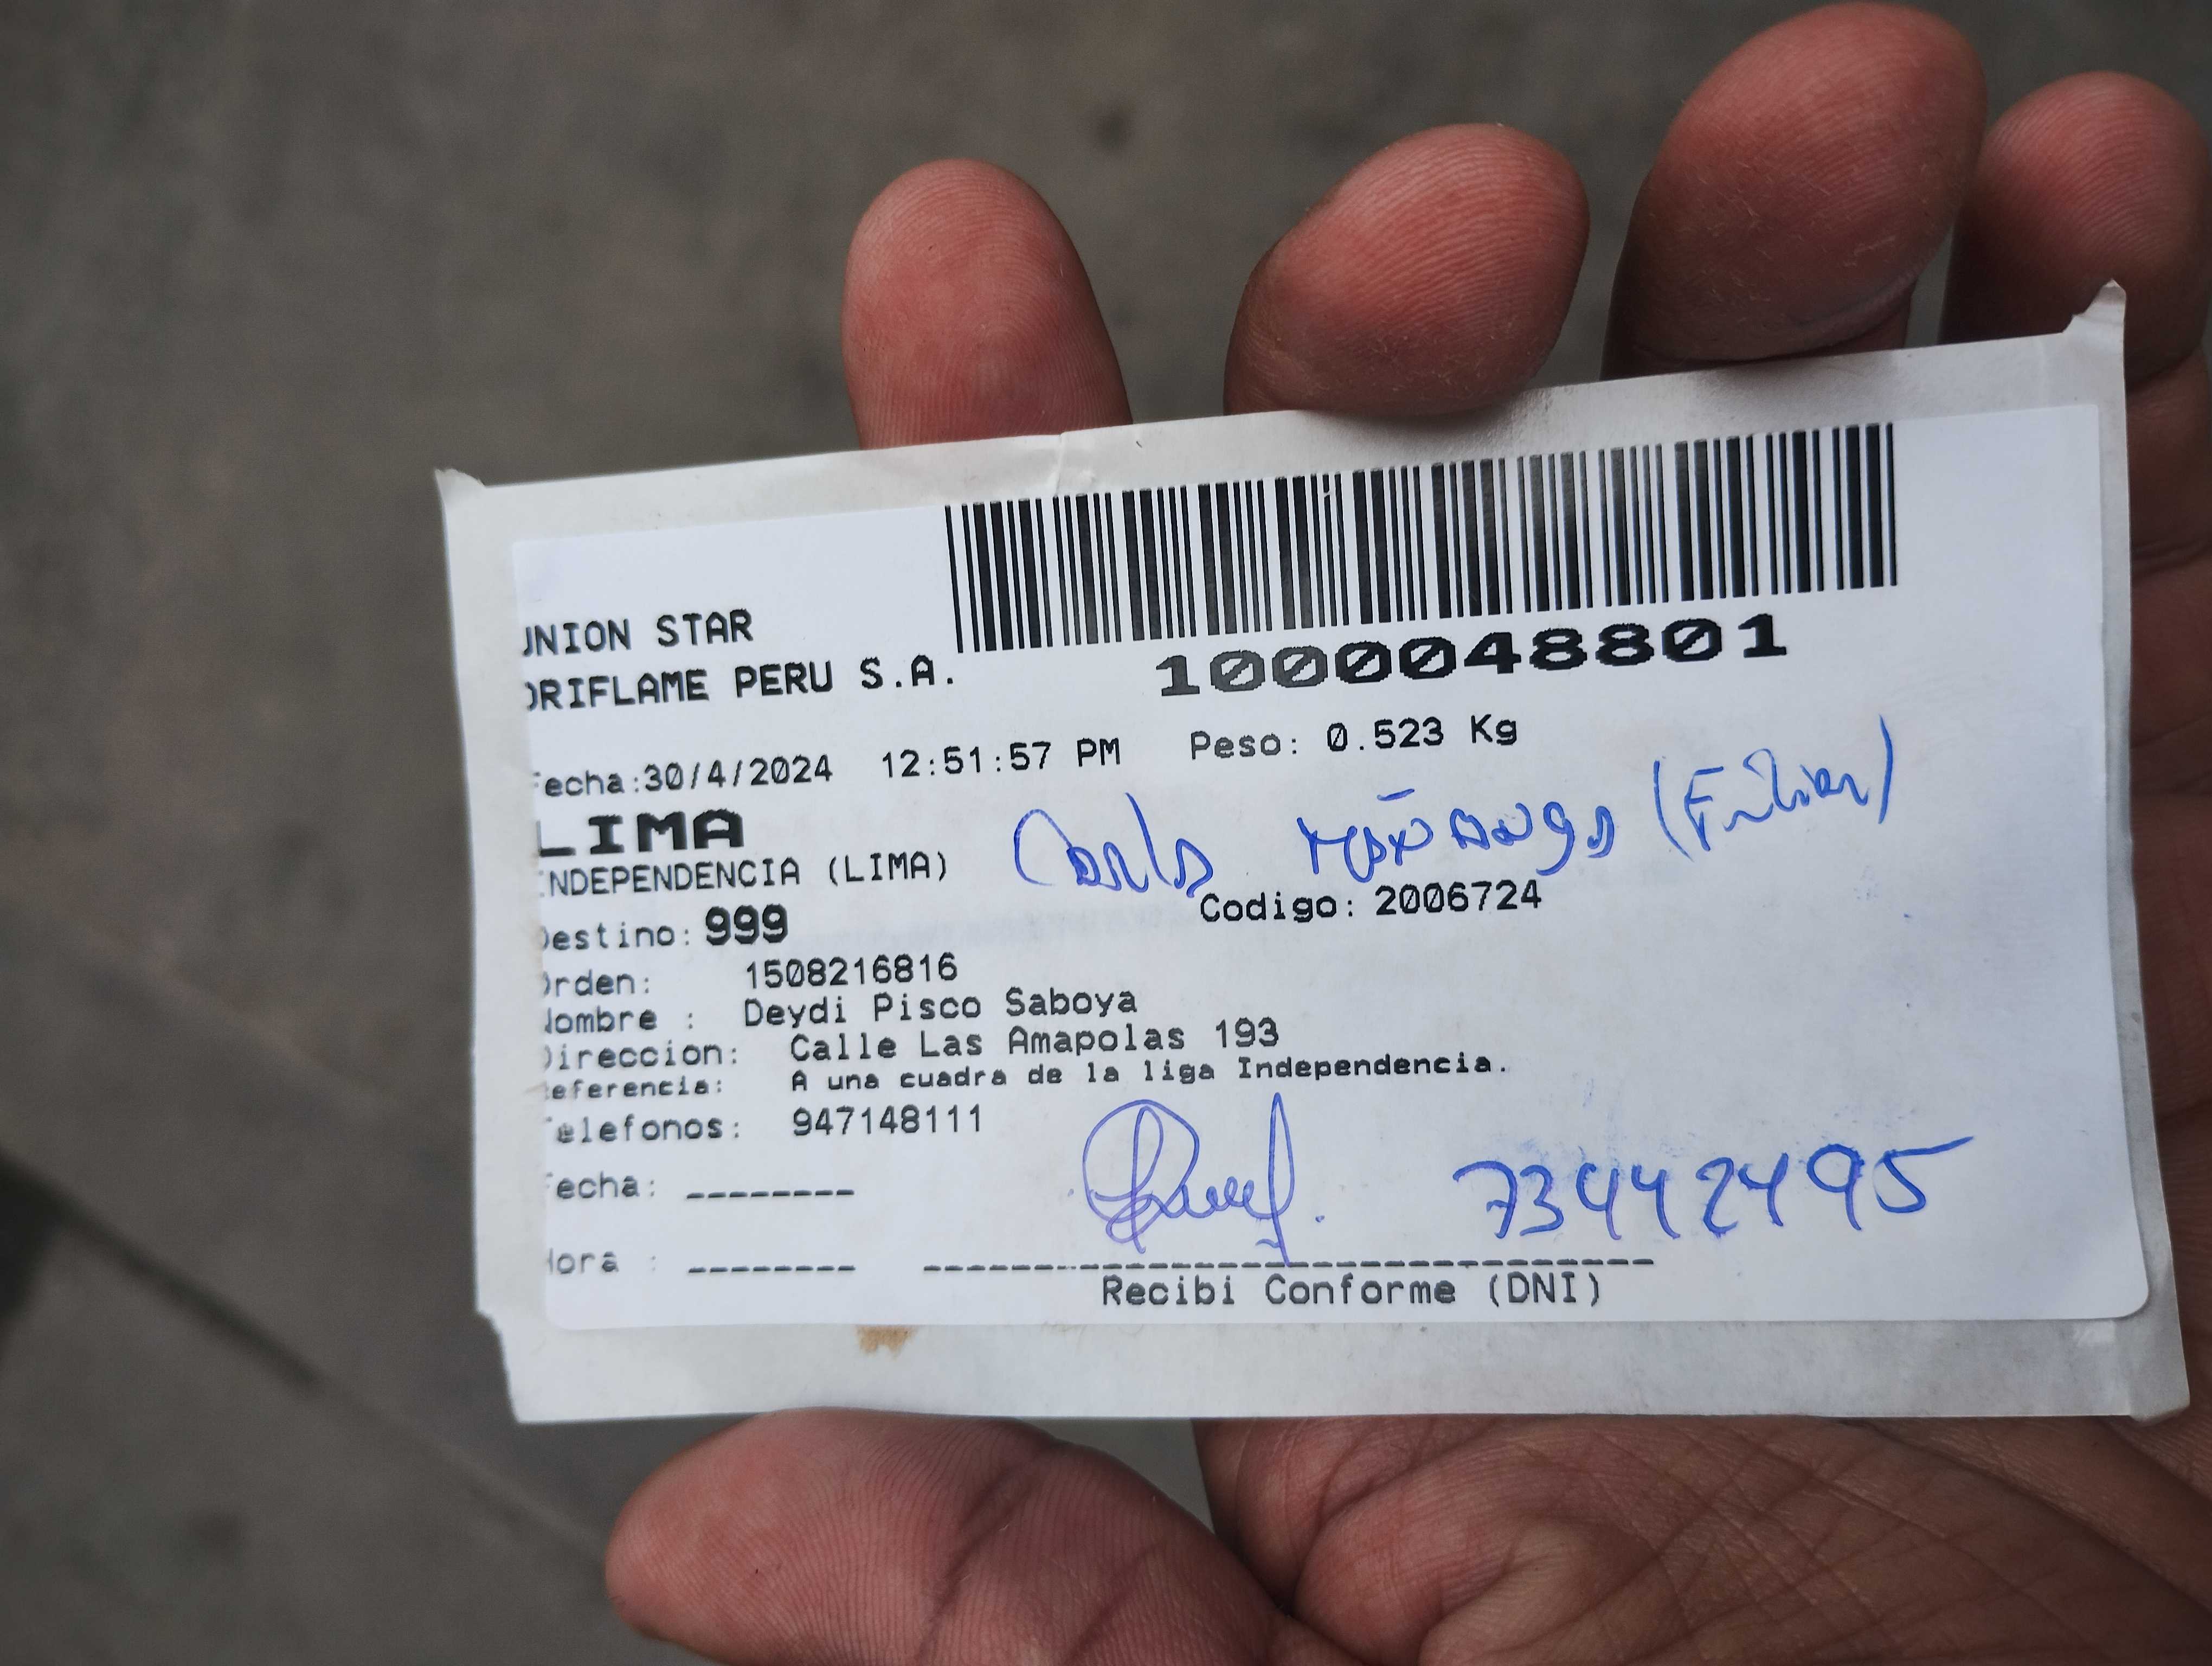 UNION STAR
ORIFLAME PERU S.A.
1000048801
Fecha:30/4/2024 12:51:57 PM Peso: 0.523 Kg
LIMA
INDEPENDENCIA (LIMA)
Carlos
Codigo: 2006724
Destino: 999
Orden: 1508216816
Nombre : Deydi Pisco Saboya
Direccion: Calle Las Amapolas 193
Referencia: A una cuadra de la liga Independencia.
Telefonos: 947148111
Fecha: --------
73442495
Hora : --------
Recibi Conforme (DNI)